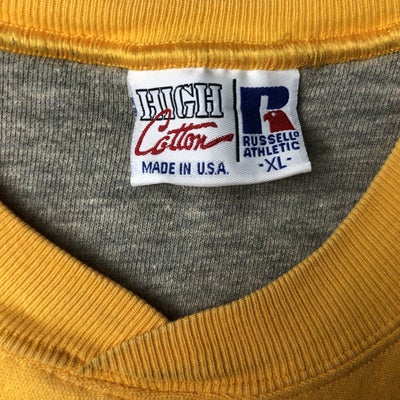 HIGH
Cotton
MADE IN U.S.A.
R
RUSSELL
ATHLETIC
-XL-